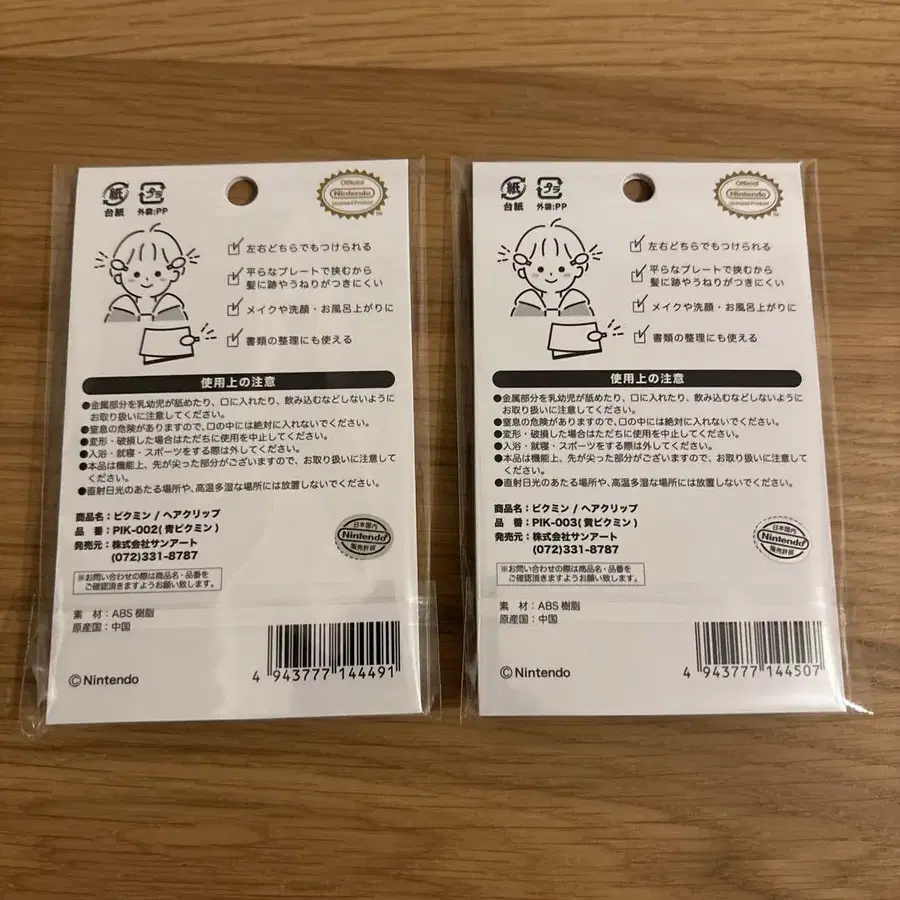 紙
台紙
プラ
外袋:PP
Official
Nintendo
Licensed Product
左右どちらでもつけられる
平らなプレートで挟むから
髪に跡やうねりがつきにくい
メイクや洗顔・お風呂上がりに
書類の整理にも使える
使用上の注意
●金属部分を乳幼児が舐めたり、口に入れたり、飲み込むなどしないように
お取り扱いに注意してください。
●窒息の危険がありますので、口の中には絶対に入れないでください。
●変形・破損した場合はただちに使用を中止してください。
●入浴・就寝・スポーツをする際は外してください。
●本品は機能上、先が尖った部分がございますので、お取り扱いに注意して
ください。
●直射日光のあたる場所や、高温多湿な場所には放置しないでください。
商品名:ピクミン / ヘアクリップ
品 番:PIK-002(青ピクミン)
発売元:株式会社サンアート
(072)331-8787
日本国内
Nintendo
販売許諾
※お問い合わせの際は商品名・品番を
ご確認頂きますようお願い致します。
素 材:ABS樹脂
原産国:中国
©Nintendo
4 943777 144491
紙
台紙
プラ
外袋:PP
Official
Nintendo
Licensed Product
左右どちらでもつけられる
平らなプレートで挟むから
髪に跡やうねりがつきにくい
メイクや洗顔・お風呂上がりに
書類の整理にも使える
使用上の注意
●金属部分を乳幼児が舐めたり、口に入れたり、飲み込むなどしないように
お取り扱いに注意してください。
●窒息の危険がありますので、口の中には絶対に入れないでください。
●変形・破損した場合はただちに使用を中止してください。
●入浴・就寝・スポーツをする際は外してください。
●本品は機能上、先が尖った部分がございますので、お取り扱いに注意して
ください。
●直射日光のあたる場所や、高温多湿な場所には放置しないでください。
商品名:ピクミン / ヘアクリップ
品 番:PIK-003(黄ピクミン)
発売元:株式会社サンアート
(072)331-8787
日本国内
Nintendo
販売許諾
※お問い合わせの際は商品名・品番を
ご確認頂きますようお願い致します。
素 材:ABS樹脂
原産国:中国
©Nintendo
4 943777 144507